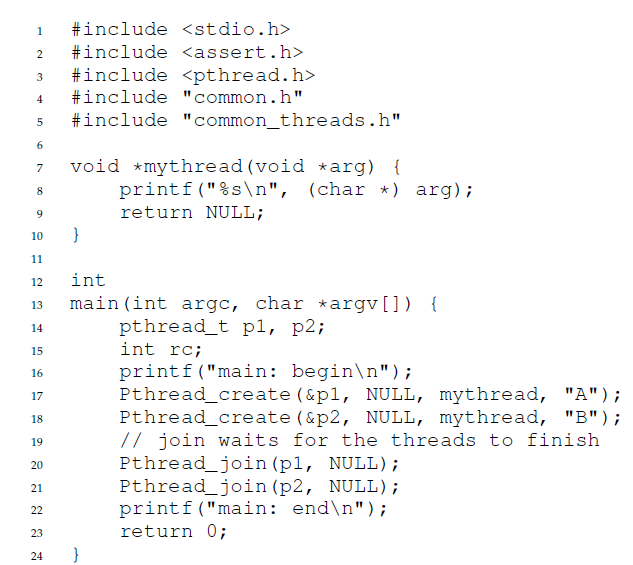 1 #include <stdio.h>
2 #include <assert.h>
3 #include <pthread.h>
4 #include "common.h"
5 #include "common_threads.h"
6
7 void *mythread(void *arg) {
8     printf("%s\n", (char *) arg);
9     return NULL;
10 }
11
12 int
13 main(int argc, char *argv[]) {
14     pthread_t p1, p2;
15     int rc;
16     printf("main: begin\n");
17     Pthread_create(&p1, NULL, mythread, "A");
18     Pthread_create(&p2, NULL, mythread, "B");
19     // join waits for the threads to finish
20     Pthread_join(p1, NULL);
21     Pthread_join(p2, NULL);
22     printf("main: end\n");
23     return 0;
24 }